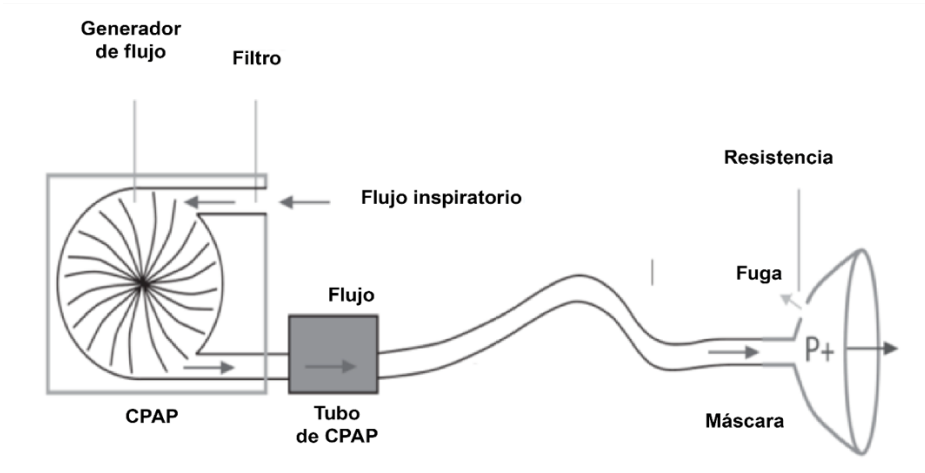 Generador
de flujo
Filtro
Resistencia
Flujo inspiratorio
Fuga
Flujo
P+
CPAP
Tubo
de CPAP
Máscara